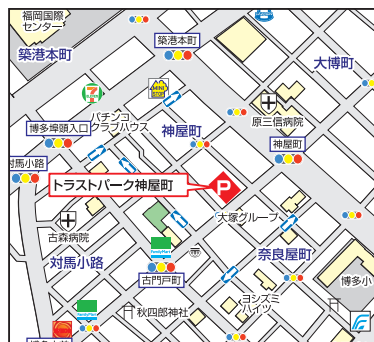 福岡国際
センター
築港本町
築港本町
大博町
7
ELEVEN
MINI
パチンコ
クラブハウス
神屋町
原三信病院
博多埠頭入口
神屋町
対馬小路
トラストパーク神屋町
P
大塚グループ
古森病院
対馬小路
FamilyMart
古門戸町
奈良屋町
博多小
ヨシズミ
ハイツ
FamilyMart
秋四郎神社